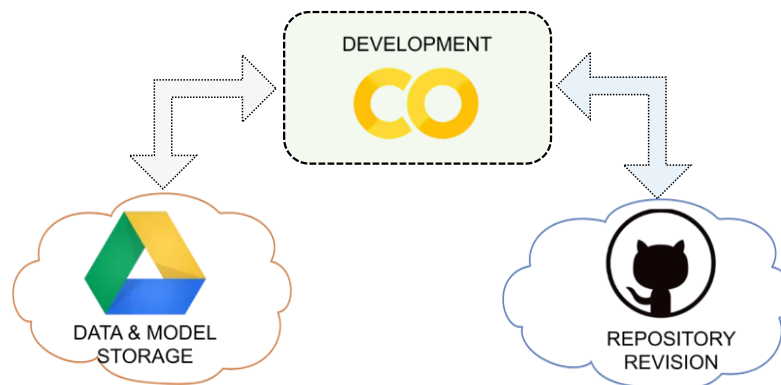 DEVELOPMENT
CO
DATA & MODEL
STORAGE
REPOSITORY
REVISION